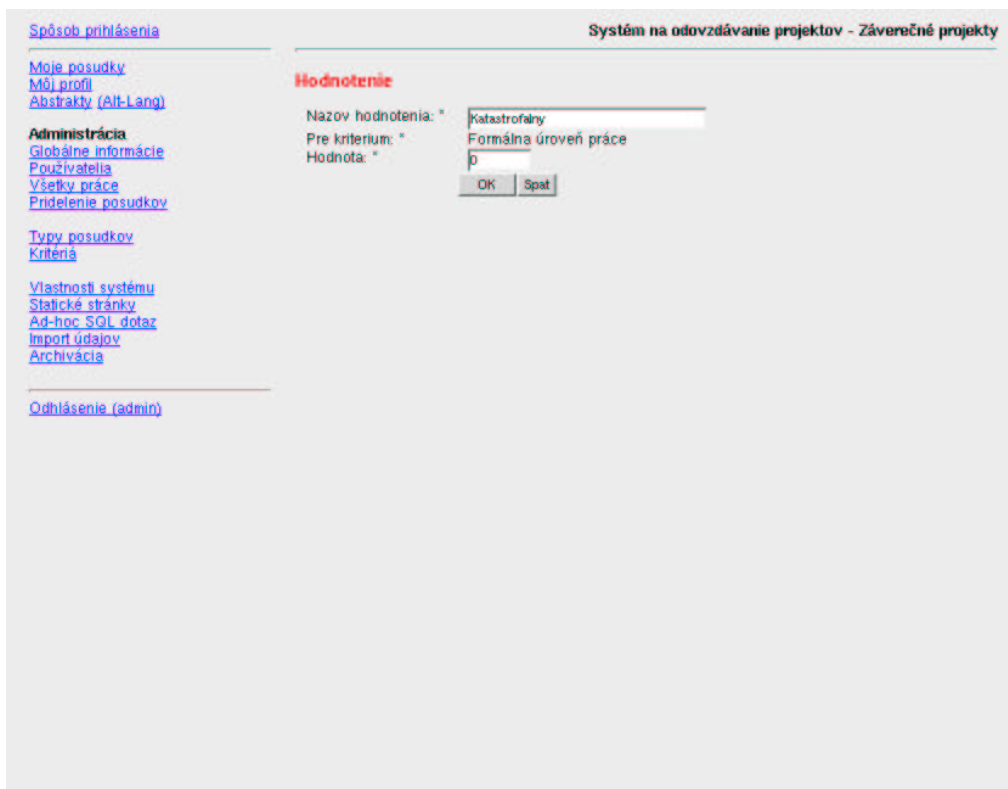 Spôsob prihlásenia
Systém na odovzdávanie projektov - Záverečné projekty
Moje posudky
Môj profil
Abstrakty (Alt-Lang)
Administrácia
Globálne informácie
Používatelia
Všetky práce
Pridelenie posudkov
Typy posudkov
Kritériá
Vlastnosti systému
Statické stránky
Ad-hoc SQL dotaz
Import údajov
Archivácia
Odhlásenie (admin)
Hodnotenie
Nazov hodnotenia: * Katastrofalny
Pre kriterium: * Formálna úroveň práce
Hodnota: * 0
OK Spat